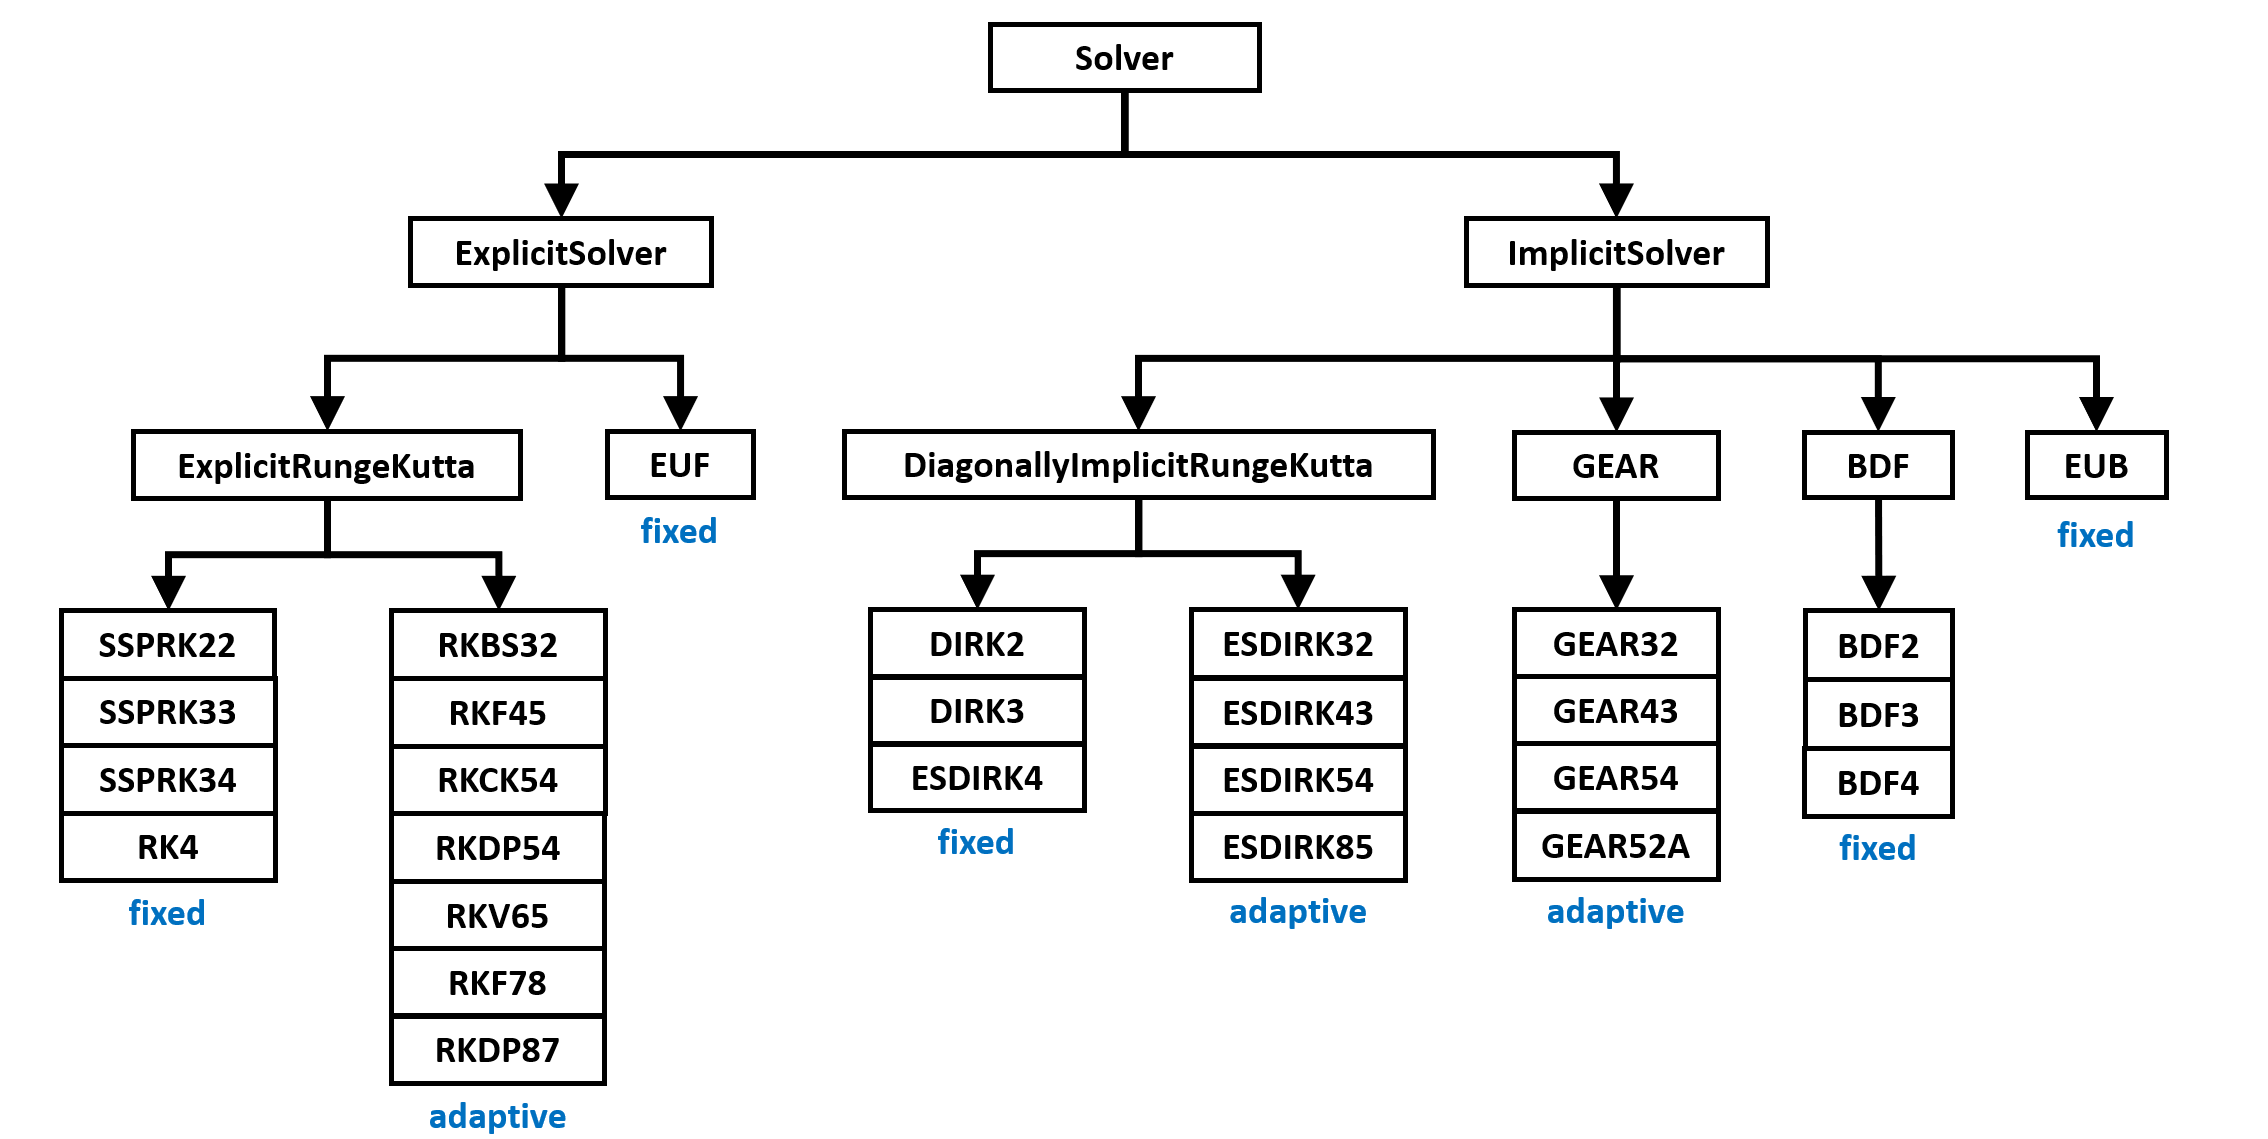 Solver
ExplicitSolver
ImplicitSolver
ExplicitRungeKutta
EUF
fixed
DiagonallyImplicitRungeKutta
GEAR
BDF
EUB
fixed
SSPRK22
SSPRK33
SSPRK34
RK4
fixed
RKBS32
RKF45
RKCK54
RKDP54
RKV65
RKF78
RKDP87
adaptive
DIRK2
DIRK3
ESDIRK4
fixed
ESDIRK32
ESDIRK43
ESDIRK54
ESDIRK85
adaptive
GEAR32
GEAR43
GEAR54
GEAR52A
adaptive
BDF2
BDF3
BDF4
fixed